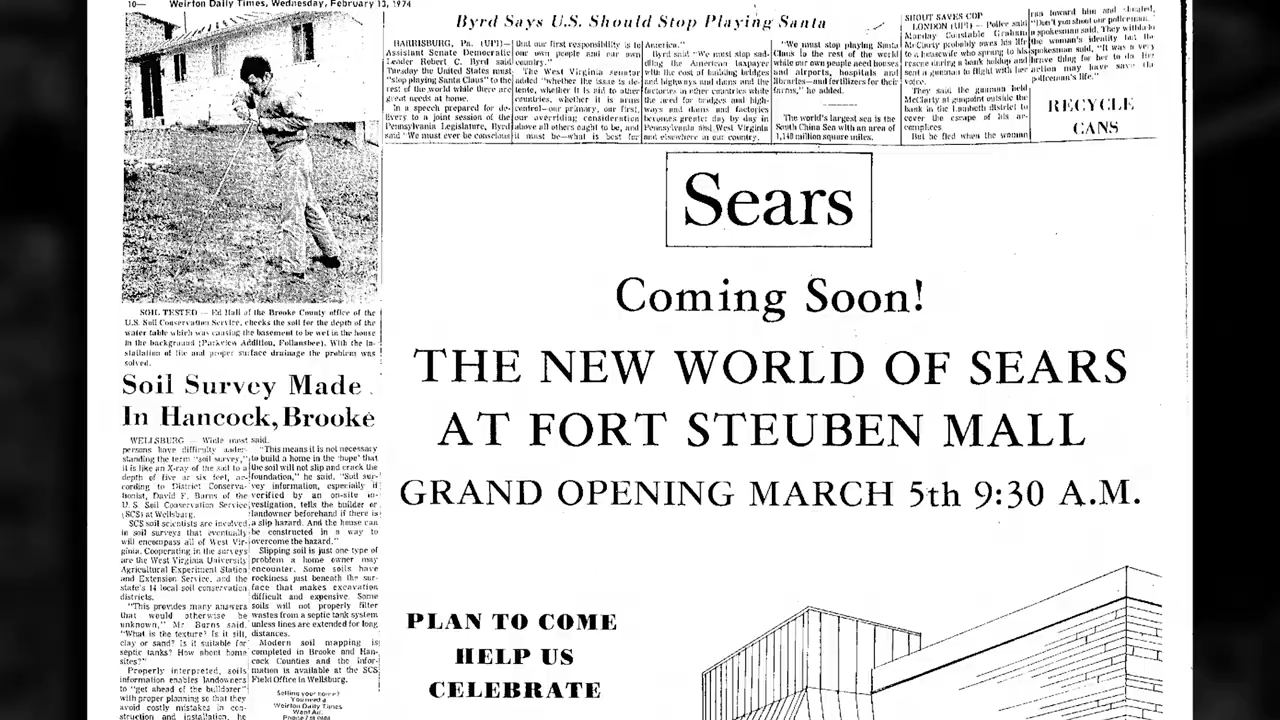 10—
Weirton Daily Times, Wednesday, February 13, 1974
Byrd Says U.S. Should Stop Playing Santa
HARRISBURG, Pa. (UPI)—
Assistant Senate Democratic
Leader Robert C. Byrd said
Tuesday the United States must
"stop playing Santa Claus" to the
rest of the world while there are
great needs at home.
In a speech prepared for de-
livery to a joint session of the
Pennsylvania Legislature, Byrd
said "We must ever be conscious
that our first responsibility is to
our own people and our own
country."
The West Virginia senator
added "whether the issue is de-
tente, whether it is aid to other
countries, whether it is arms
control—our primary, our first,
our overriding consideration
above all others ought to be, and
it must be—what is best for
America."
Byrd said "We must stop sad-
dling the American taxpayer
with the cost of building bridges
and highways and dams and the
factories in other countries while
the need for bridges and high-
ways and dams and factories
becomes greater day by day in
Pennsylvania and West Virginia
and elsewhere in our country.
"We must stop playing Santa
Claus to the rest of the world
while our own people need houses
and airports, hospitals and
libraries—and fertilizers for their
farms," he added.
The world's largest sea is the
South China Sea with an area of
1,148 million square miles.
SHOUT SAVES COP
LONDON (UPI) — Police said
Monday Constable Graham
McClarty probably owes his life
to a housewife who sprang to his
rescue during a bank holdup and
sent a gunman to flight with her
voice.
They said the gunman held
McClarty at gunpoint outside the
bank in the Lambeth district to
cover the escape of his ac-
complices.
But he fled when the woman
ran toward him and shouted,
"Don't you shoot our policeman,"
a spokesman said. They withheld
the woman's identity but the
spokesman said, "It was a very
brave thing for her to do. Her
action may have save the
policeman's life."
RECYCLE
CANS
SOIL TESTED — Ed Hall of the Brooke County office of the
U.S. Soil Conservation Service, checks the soil for the depth of the
water table which was causing the basement to be wet in the house
in the background (Parkview Addition, Follansbee). With the in-
stallation of tile and proper surface drainage the problem was
solved.
Soil Survey Made
In Hancock, Brooke
WELLSBURG — While most
persons have difficulty under-
standing the term "soil survey,"
it is like an X-ray of the soil to a
depth of five or six feet, ac-
cording to District Conserva-
tionist, David F. Burns of the
U.S. Soil Conservation Service
(SCS) at Wellsburg.
SCS soil scientists are involved
in soil surveys that eventually
will encompass all of West Vir-
ginia. Cooperating in the surveys
are the West Virginia University
Agricultural Experiment Station
and Extension Service, and the
state's 14 local soil conservation
districts.
"This provides many answers
that would otherwise be
unknown," Mr Burns said.
"What is the texture? Is it silt,
clay or sand? Is it suitable for
septic tanks? How about home
sites?"
Properly interpreted, soils
information enables landowners
to "get ahead of the bulldozer"
with proper planning so that they
avoid costly mistakes in con-
struction and installation, he
said.
"This means it is not necessary
to build a home in the 'hope' that
the soil will not slip and crack the
foundation," he said. "Soil sur-
vey information, especially if
verified by an on-site in-
vestigation, tells the builder or
landowner beforehand if there is
a slip hazard. And the house can
be constructed in a way to
overcome the hazard."
Slipping soil is just one type of
problem a home owner may
encounter. Some soils have
rockiness just beneath the sur-
face that makes excavation
difficult and expensive. Some
soils will not properly filter
wastes from a septic tank system
unless lines are extended for long
distances.
Modern soil mapping is
completed in Brooke and Han-
cock Counties and the infor-
mation is available at the SCS
Field Office in Wellsburg.
Selling your home?
You need a
Weirton Daily Times
Want Ad.
Sears
Coming Soon!
THE NEW WORLD OF SEARS
AT FORT STEUBEN MALL
GRAND OPENING MARCH 5th 9:30 A.M.
PLAN TO COME
HELP US
CELEBRATE